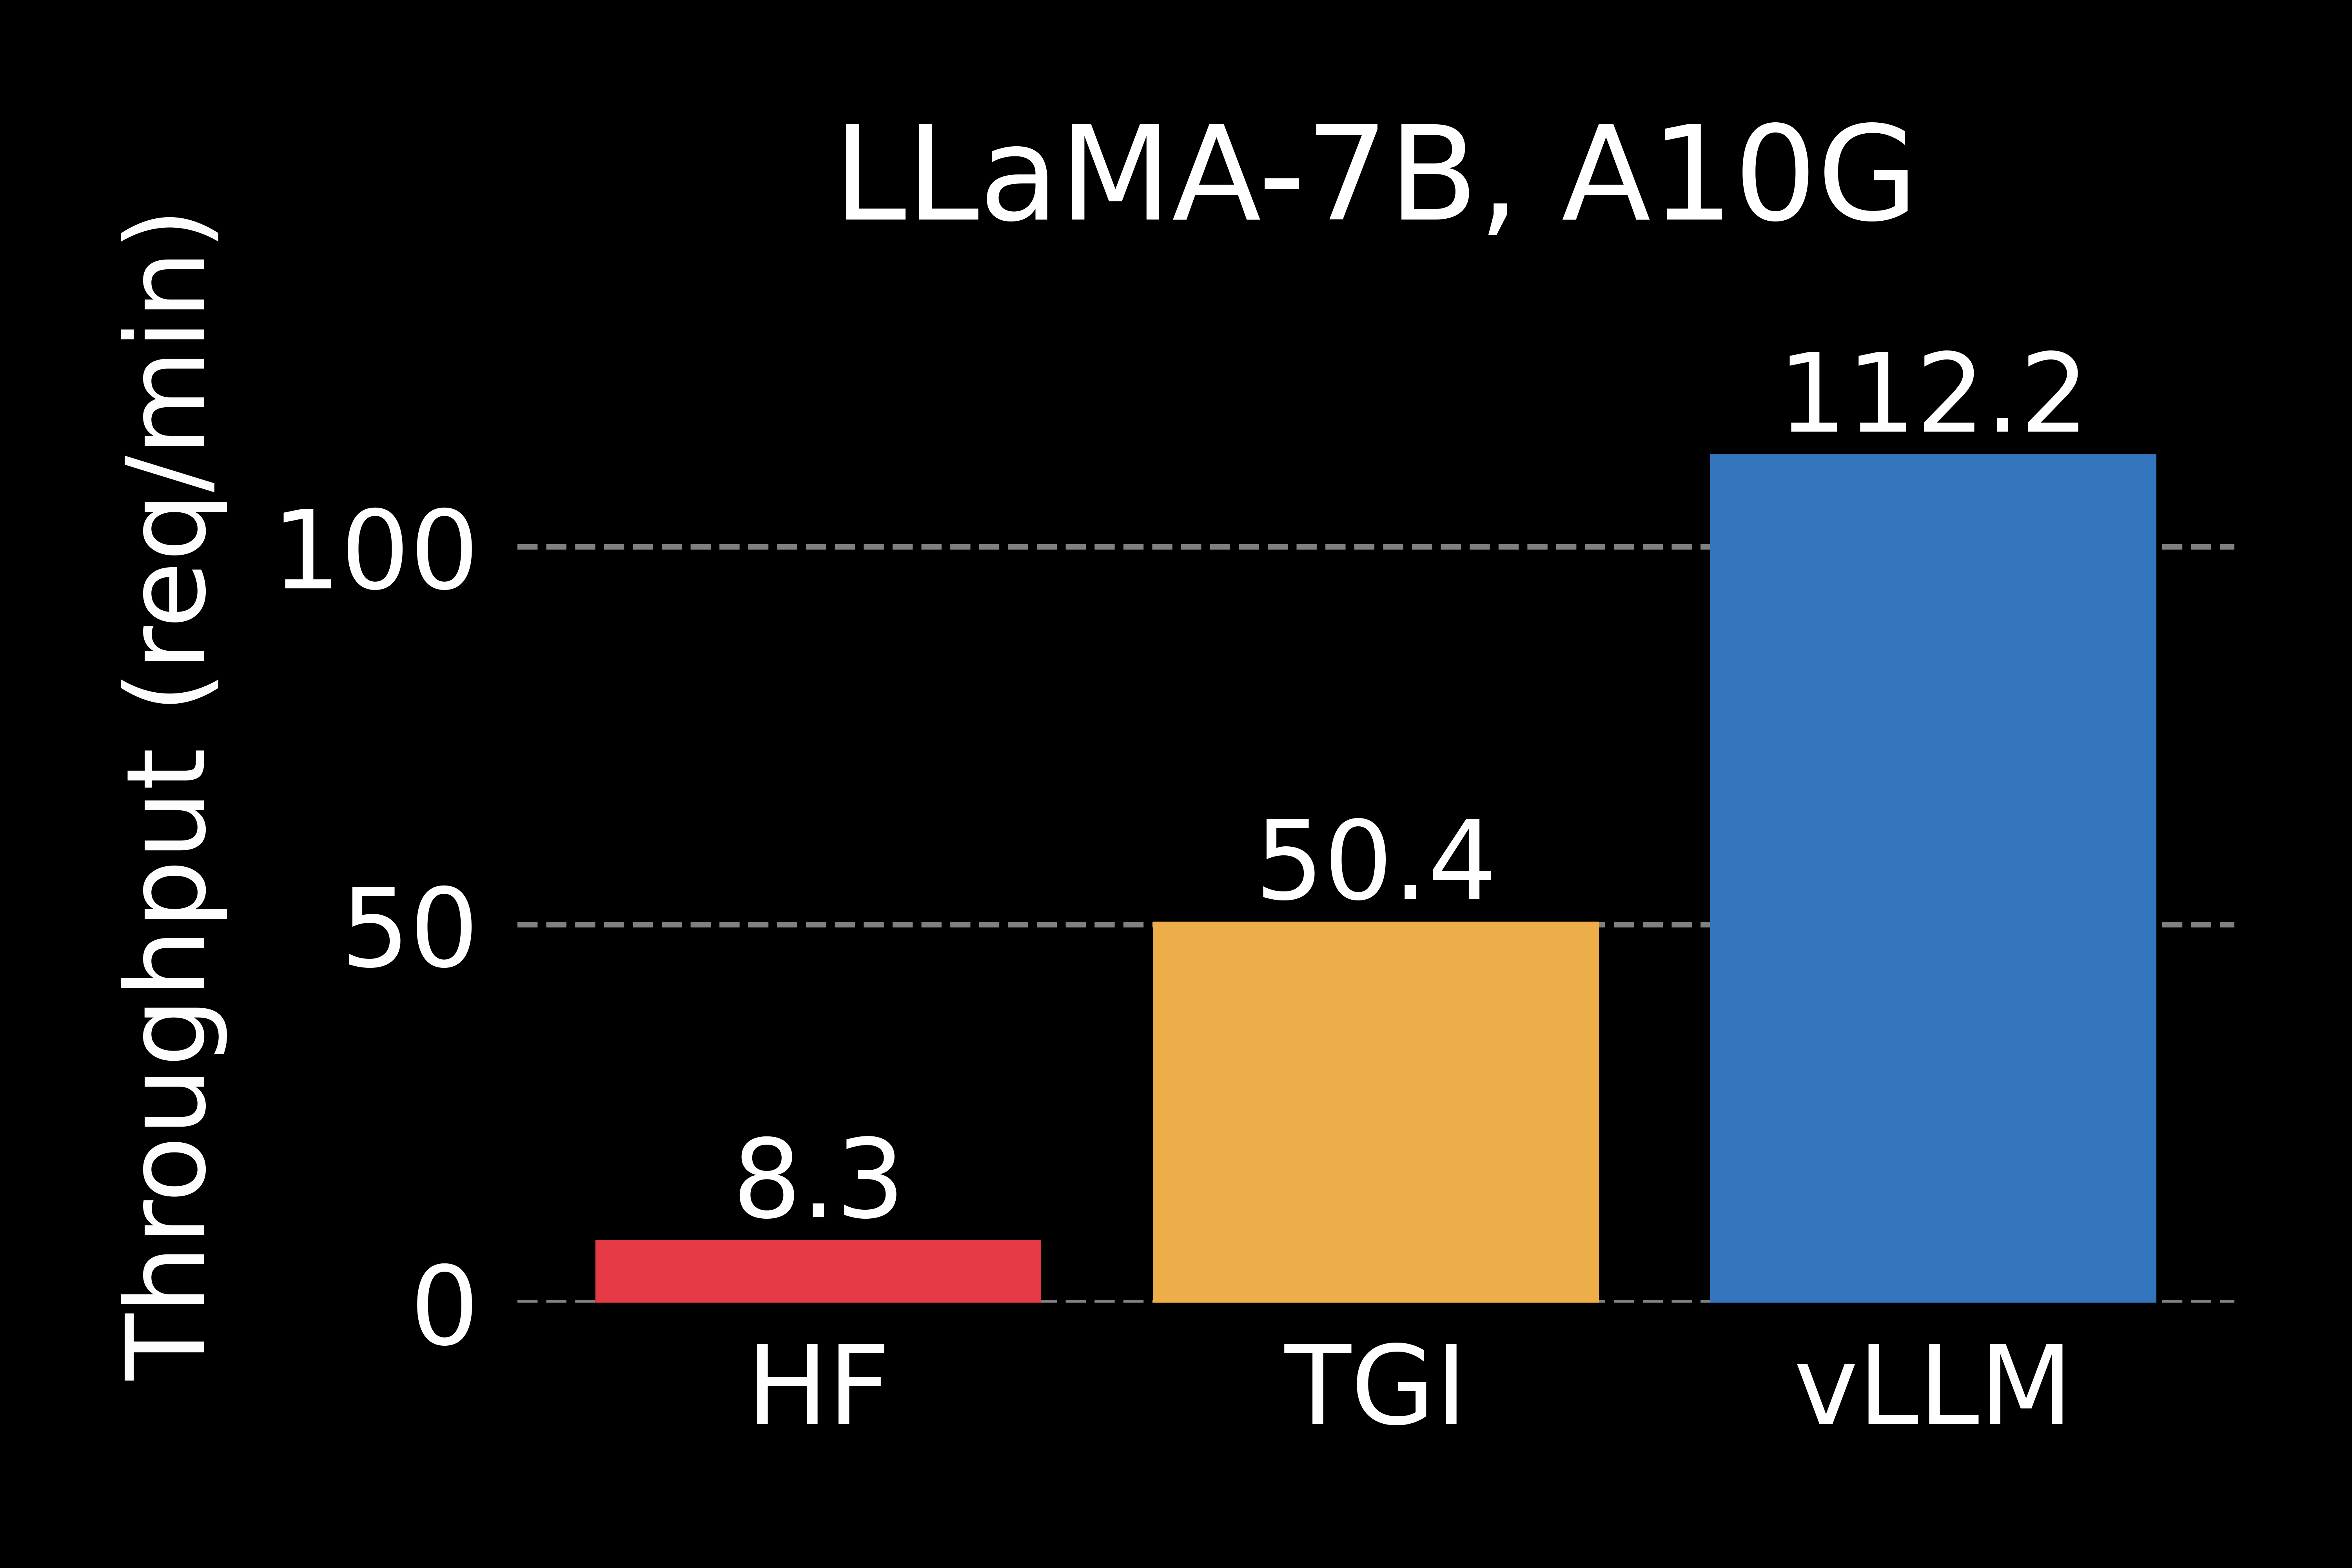 LLaMA-7B, A10G
Throughput (req/min)
112.2
100
50.4
50
8.3
0
HF TGI vLLM